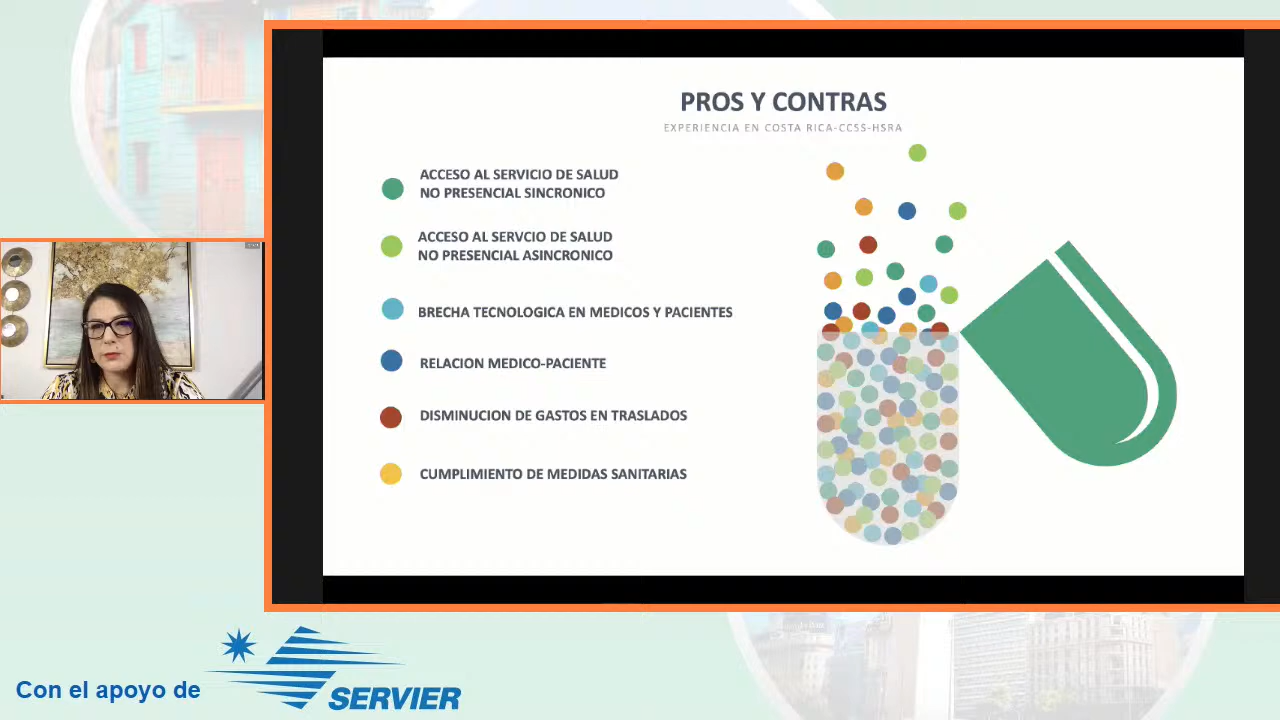 PROS Y CONTRAS
EXPERIENCIA EN COSTA RICA-CCSS-HSRA
ACCESO AL SERVICIO DE SALUD
NO PRESENCIAL SINCRONICO
ACCESO AL SERVCIO DE SALUD
NO PRESENCIAL ASINCRONICO
BRECHA TECNOLOGICA EN MEDICOS Y PACIENTES
RELACION MEDICO-PACIENTE
DISMINUCION DE GASTOS EN TRASLADOS
CUMPLIMIENTO DE MEDIDAS SANITARIAS
Con el apoyo de
SERVIER